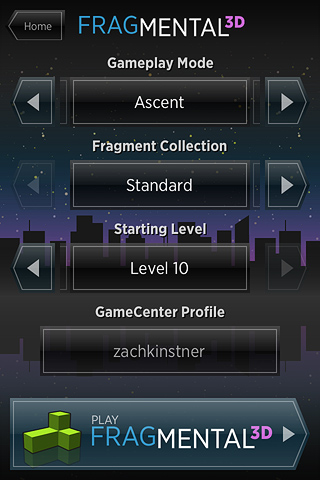 Home
FRAGMENTAL3D
Gameplay Mode
Ascent
Fragment Collection
Standard
Starting Level
Level 10
GameCenter Profile
zachkinstner
PLAY
FRAGMENTAL3D